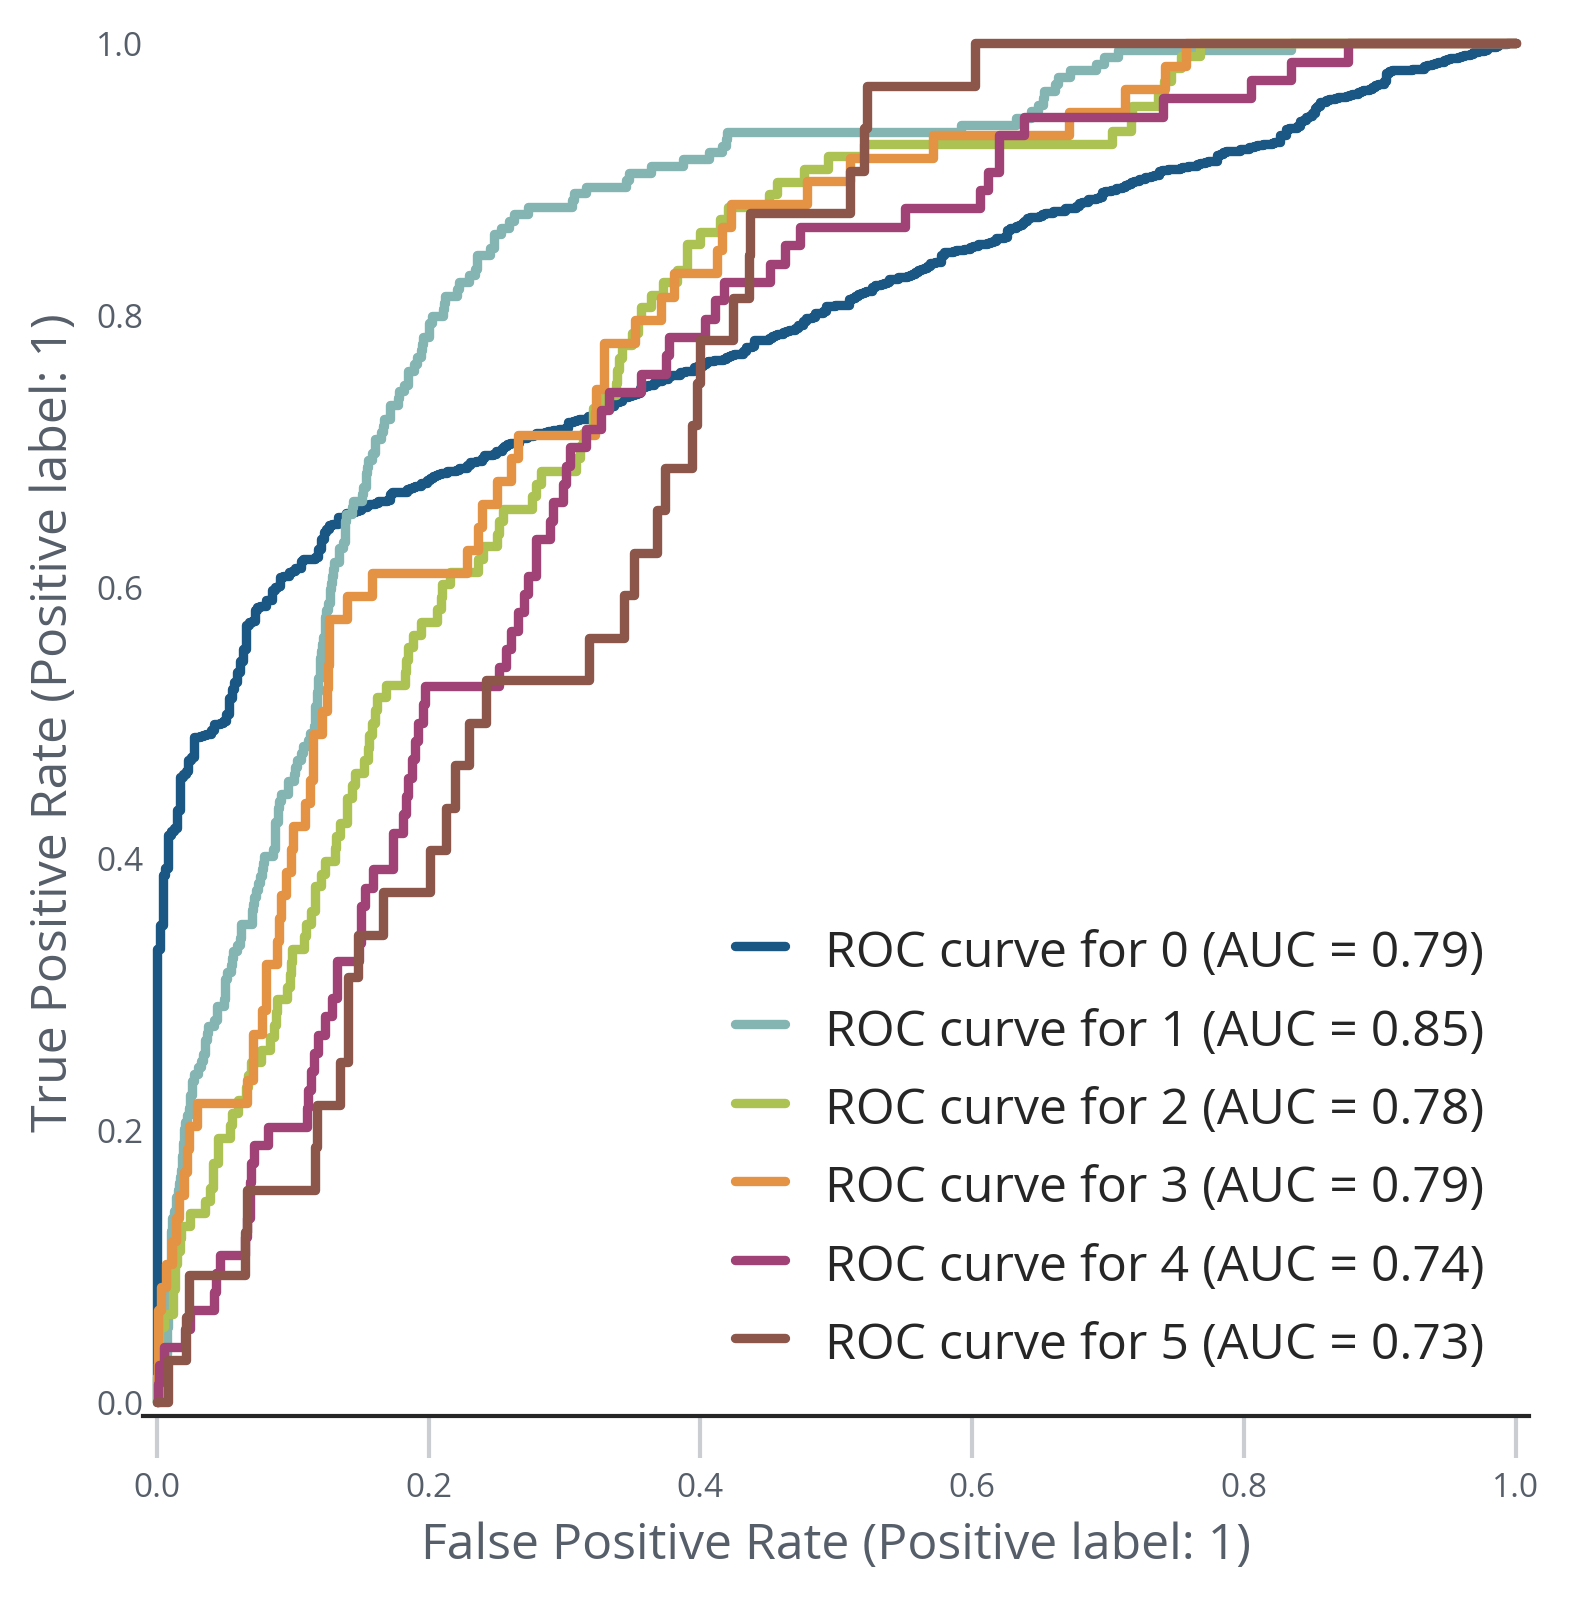 1.0
0.8
0.6
0.4
0.2
0.0
True Positive Rate (Positive label: 1)
ROC curve for 0 (AUC = 0.79)
ROC curve for 1 (AUC = 0.85)
ROC curve for 2 (AUC = 0.78)
ROC curve for 3 (AUC = 0.79)
ROC curve for 4 (AUC = 0.74)
ROC curve for 5 (AUC = 0.73)
0.0 0.2 0.4 0.6 0.8 1.0
False Positive Rate (Positive label: 1)